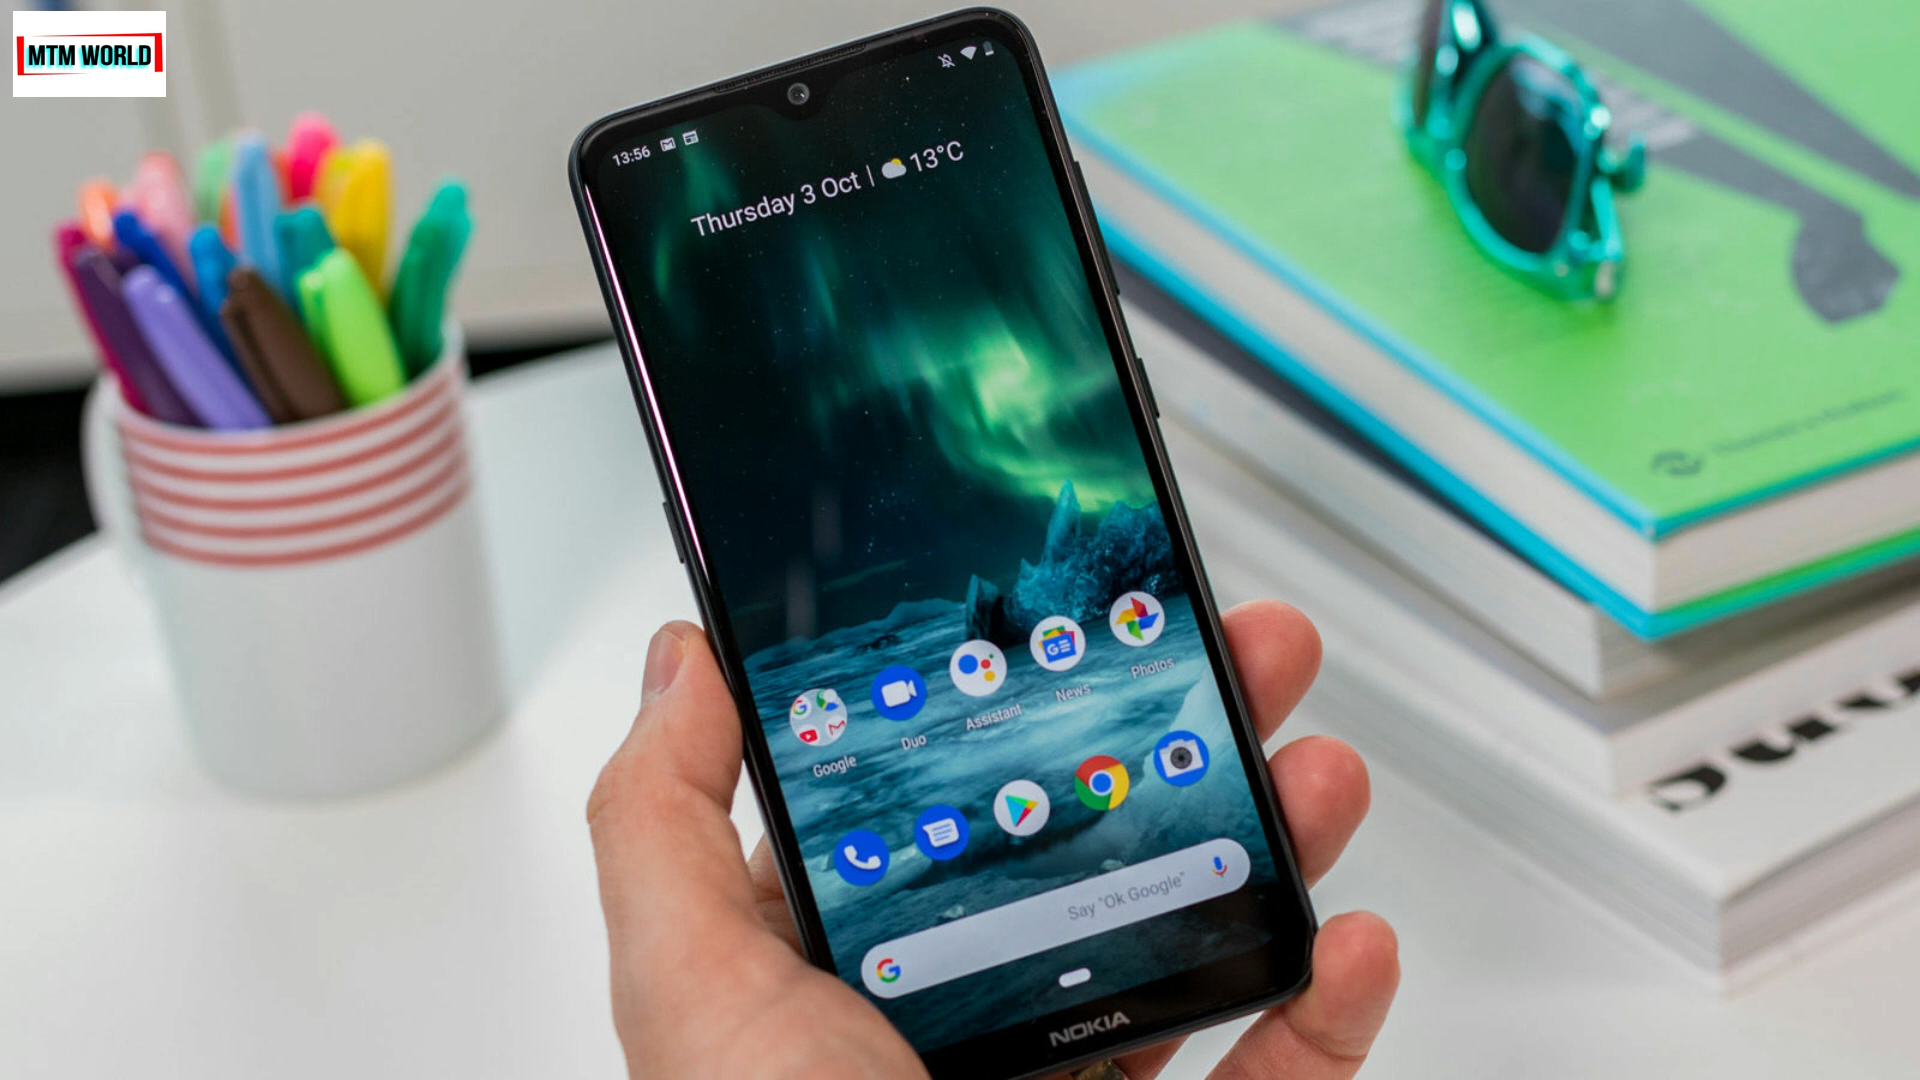 MTM WORLD
13:56
Thursday 3 Oct | 13°C
Google
Duo
Assistant
News
Photos
Say "Ok Google"
NOKIA